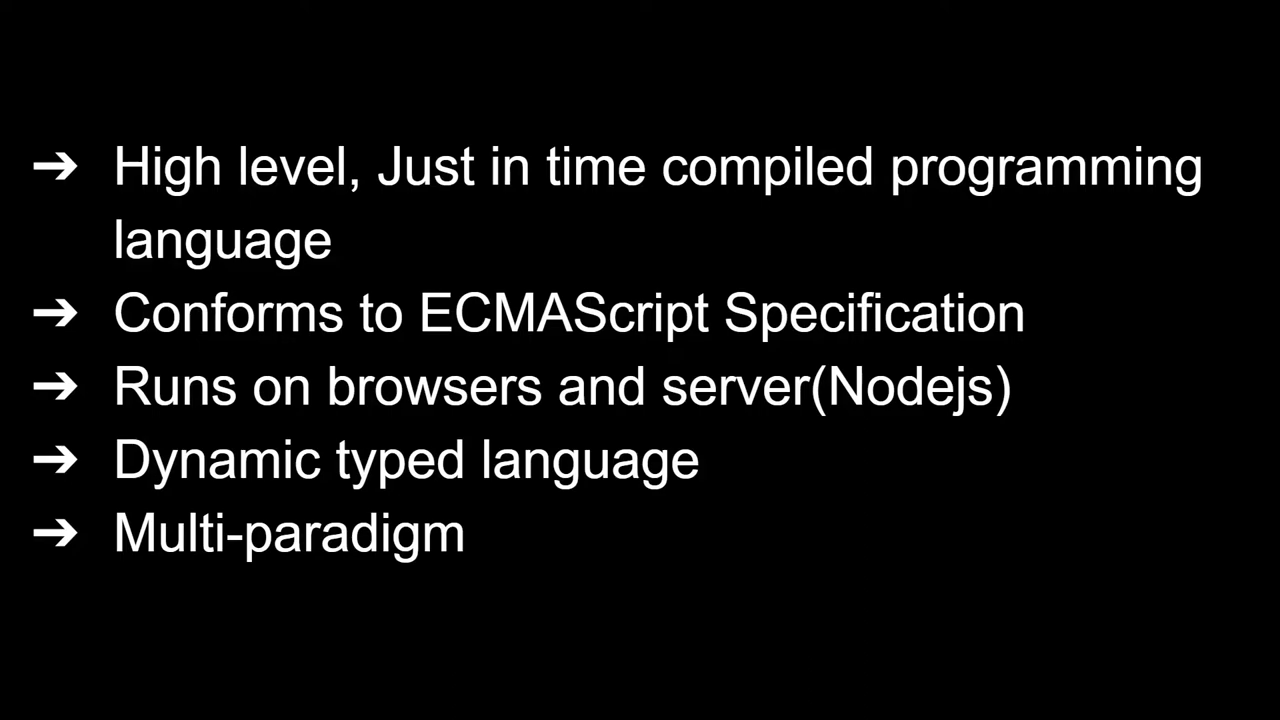 ➔ High level, Just in time compiled programming
language
➔ Conforms to ECMAScript Specification
➔ Runs on browsers and server(Nodejs)
➔ Dynamic typed language
➔ Multi-paradigm